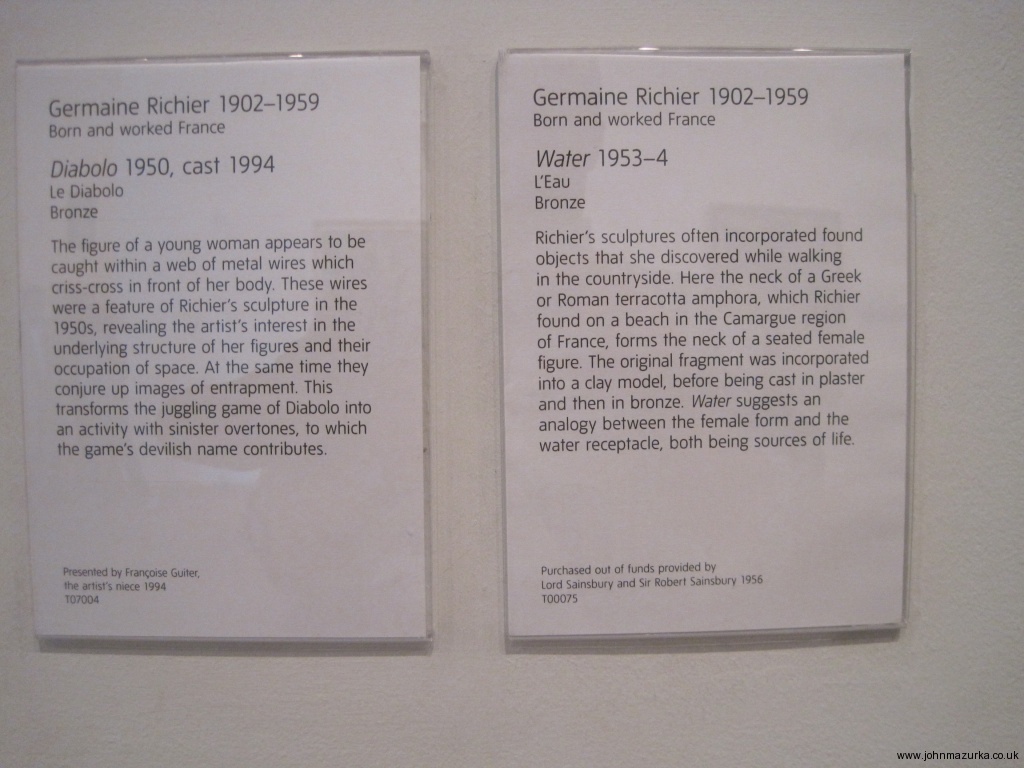 Germaine Richier 1902–1959
Born and worked France
Diabolo 1950, cast 1994
Le Diabolo
Bronze
The figure of a young woman appears to be
caught within a web of metal wires which
criss-cross in front of her body. These wires
were a feature of Richier's sculpture in the
1950s, revealing the artist's interest in the
underlying structure of her figures and their
occupation of space. At the same time they
conjure up images of entrapment. This
transforms the juggling game of Diabolo into
an activity with sinister overtones, to which
the game's devilish name contributes.
Presented by Françoise Guiter,
the artist's niece 1994
T07004
Germaine Richier 1902–1959
Born and worked France
Water 1953–4
L'Eau
Bronze
Richier's sculptures often incorporated found
objects that she discovered while walking
in the countryside. Here the neck of a Greek
or Roman terracotta amphora, which Richier
found on a beach in the Camargue region
of France, forms the neck of a seated female
figure. The original fragment was incorporated
into a clay model, before being cast in plaster
and then in bronze. Water suggests an
analogy between the female form and the
water receptacle, both being sources of life.
Purchased out of funds provided by
Lord Sainsbury and Sir Robert Sainsbury 1956
T00075
www.johnmazurka.co.uk